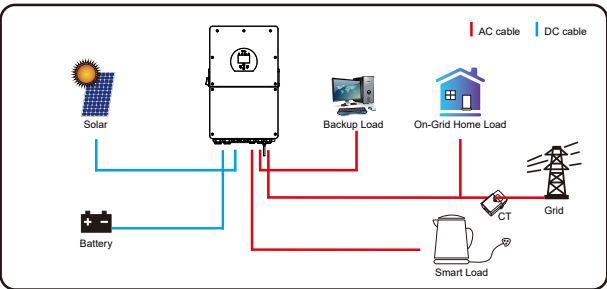 AC cable
DC cable
Solar
Backup Load
On-Grid Home Load
CT
Grid
Battery
Smart Load